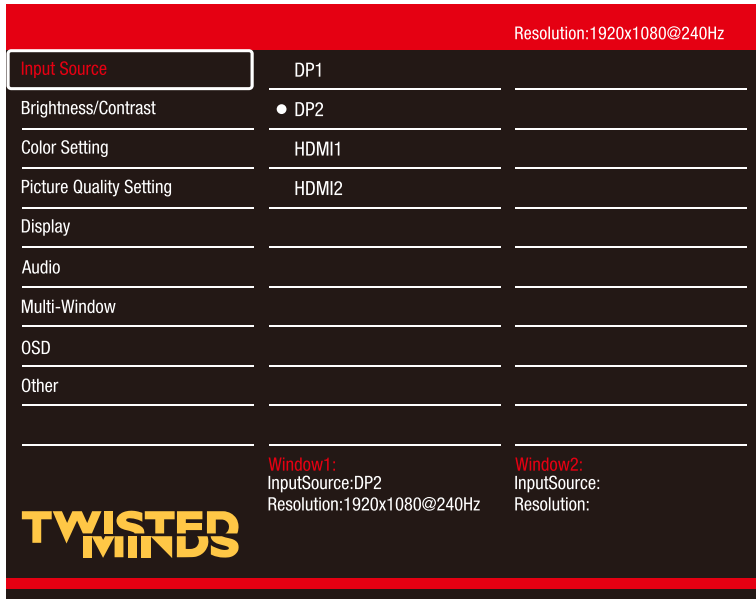 Resolution:1920x1080@240Hz
Input Source
DP1
Brightness/Contrast
DP2
Color Setting
HDMI1
Picture Quality Setting
HDMI2
Display
Audio
Multi-Window
OSD
Other
Window1:
InputSource:DP2
Resolution:1920x1080@240Hz
Window2:
InputSource:
Resolution:
TWISTED
MINDS